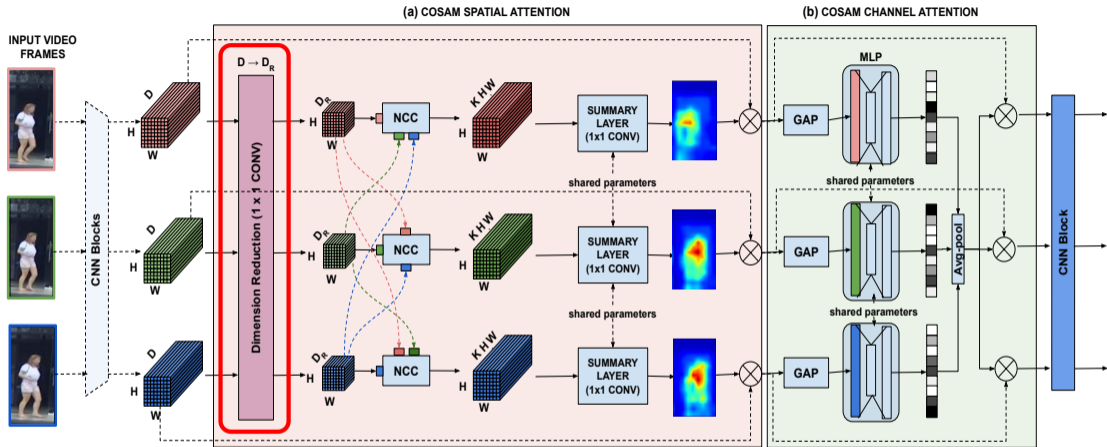 (a) COSAM SPATIAL ATTENTION
(b) COSAM CHANNEL ATTENTION
INPUT VIDEO
FRAMES
CNN Blocks
D
H
W
D
H
W
D
H
W
D → D_R
Dimension Reduction (1 x 1 CONV)
D_R
H
W
D_R
H
W
D_R
H
W
NCC
NCC
NCC
K H W
H
W
K H W
H
W
K H W
H
W
SUMMARY
LAYER
(1x1 CONV)
shared parameters
SUMMARY
LAYER
(1x1 CONV)
shared parameters
SUMMARY
LAYER
(1x1 CONV)
GAP
GAP
GAP
MLP
shared parameters
shared parameters
Avg-pool
CNN Block